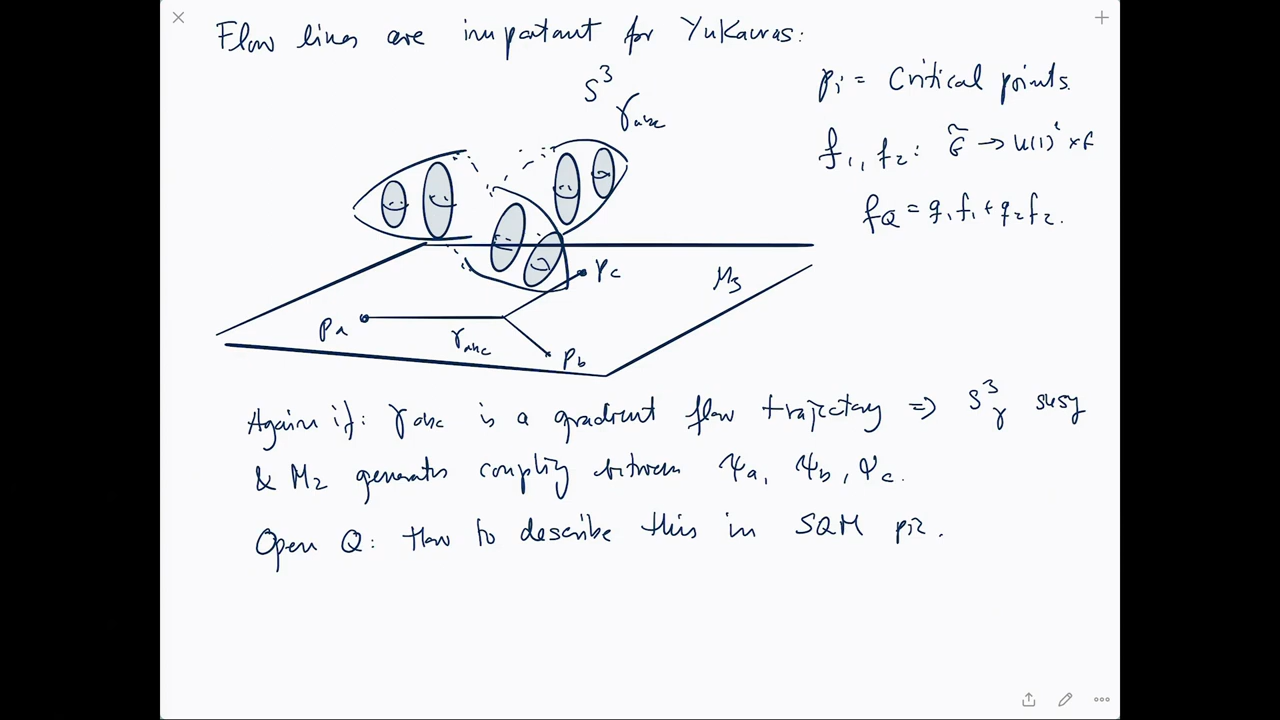 Flow lines are important for Yukawas:
S³ γabc
pi = Critical points.
f1, f2: G̃ → U(1)² × G
fQ = q1f1 + q2f2.
pc
M3
pa
γabc
pb
Again if: γabc is a gradient flow trajectory ⇒ S³γ susy
& M2 generates coupling between Ψa, Ψb, Ψc.
Open Q: How to describe this in SQM pic.